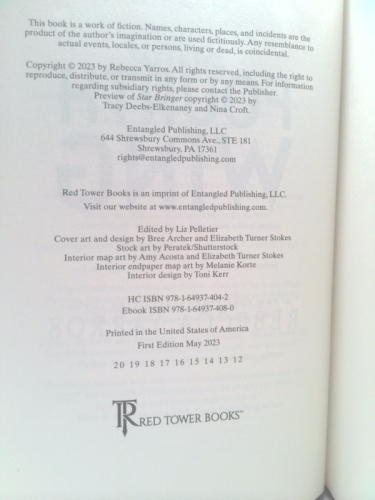 This book is a work of fiction. Names, characters, places, and incidents are the
product of the author's imagination or are used fictitiously. Any resemblance to
actual events, locales, or persons, living or dead, is coincidental.
Copyright © 2023 by Rebecca Yarros. All rights reserved, including the right to
reproduce, distribute, or transmit in any form or by any means. For information
regarding subsidiary rights, please contact the Publisher.
Preview of Star Bringer copyright © 2023 by
Tracy Deebs-Elkenaney and Nina Croft.
Entangled Publishing, LLC
644 Shrewsbury Commons Ave., STE 181
Shrewsbury, PA 17361
rights@entangledpublishing.com
Red Tower Books is an imprint of Entangled Publishing, LLC.
Visit our website at www.entangledpublishing.com.
Edited by Liz Pelletier
Cover art and design by Bree Archer and Elizabeth Turner Stokes
Stock art by Peratek/Shutterstock
Interior map art by Amy Acosta and Elizabeth Turner Stokes
Interior endpaper map art by Melanie Korte
Interior design by Toni Kerr
HC ISBN 978-1-64937-404-2
Ebook ISBN 978-1-64937-408-0
Printed in the United States of America
First Edition May 2023
20 19 18 17 16 15 14 13 12
RED TOWER BOOKS™